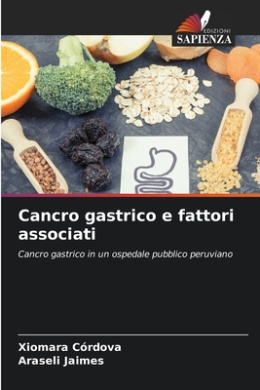 EDIZIONI
SAPIENZA
Cancro gastrico e fattori
associati
Cancro gastrico in un ospedale pubblico peruviano
Xiomara Córdova
Araseli Jaimes